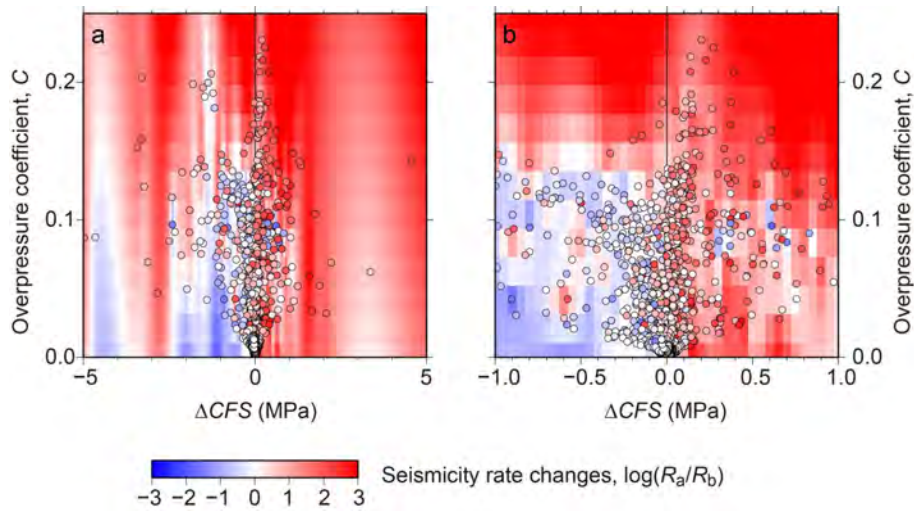 a
b
0.2
0.1
0.0
Overpressure coefficient, C
-5
0
5
ΔCFS (MPa)
0.2
0.1
0.0
Overpressure coefficient, C
−1.0
−0.5
0.0
0.5
1.0
ΔCFS (MPa)
−3 −2 −1 0 1 2 3
Seismicity rate changes, log(Ra/Rb)